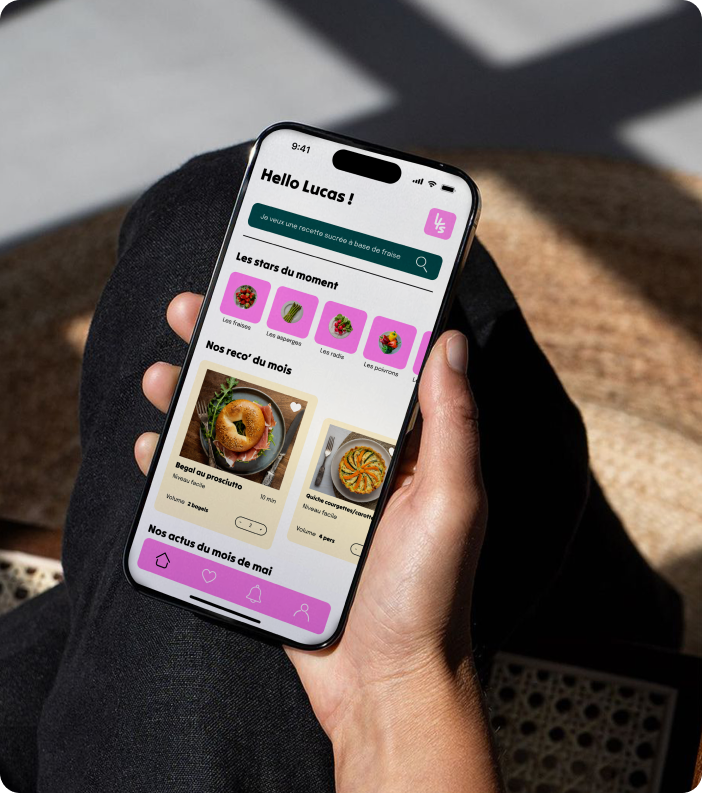 9:41
Hello Lucas !
Je veux une recette sucrée à base de fraise
Les stars du moment
Les fraises
Les asperges
Les radis
Les poivrons
Nos reco' du mois
Begal au prosciutto
Niveau facile
10 min
Volume 2 bagels
- 2 +
Quiche courgettes/carotte
Niveau facile
Volume 4 pers
Nos actus du mois de mai